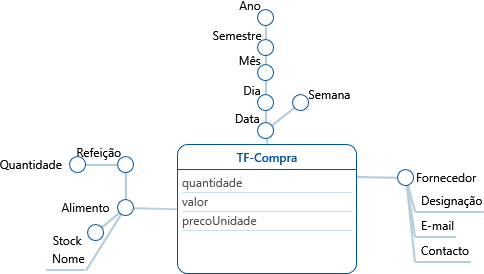 Ano
Semestre
Mês
Dia
Semana
Data
Refeição
Quantidade
Alimento
Stock
Nome
TF-Compra
quantidade
valor
precoUnidade
Fornecedor
Designação
E-mail
Contacto